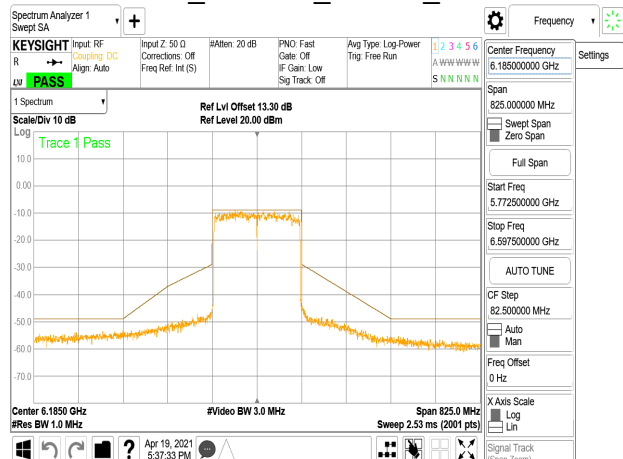 Spectrum Analyzer 1
Swept SA
Frequency
KEYSIGHT Input: RF Input Z: 50 Ω #Atten: 20 dB PNO: Fast Avg Type: Log-Power 1 2 3 4 5 6
Coupling: DC Corrections: Off Gate: Off Trig: Free Run
R Align: Auto Freq Ref: Int (S) IF Gain: Low A W W W W W
Sig Track: Off
LXI PASS S N N N N N
Center Frequency
6.185000000 GHz
Settings
Span
825.000000 MHz
Swept Span
Zero Span
Full Span
Start Freq
5.772500000 GHz
Stop Freq
6.597500000 GHz
AUTO TUNE
CF Step
82.500000 MHz
Auto
Man
Freq Offset
0 Hz
X Axis Scale
Log
Lin
Signal Track
(Span Zoom)
1 Spectrum
Ref Lvl Offset 13.30 dB
Scale/Div 10 dB Ref Level 20.00 dBm
Log
Trace 1 Pass
10.0
0.00
-10.0
-20.0
-30.0
-40.0
-50.0
-60.0
-70.0
Center 6.1850 GHz #Video BW 3.0 MHz Span 825.0 MHz
#Res BW 1.0 MHz Sweep 2.53 ms (2001 pts)
? Apr 19, 2021
5:37:33 PM